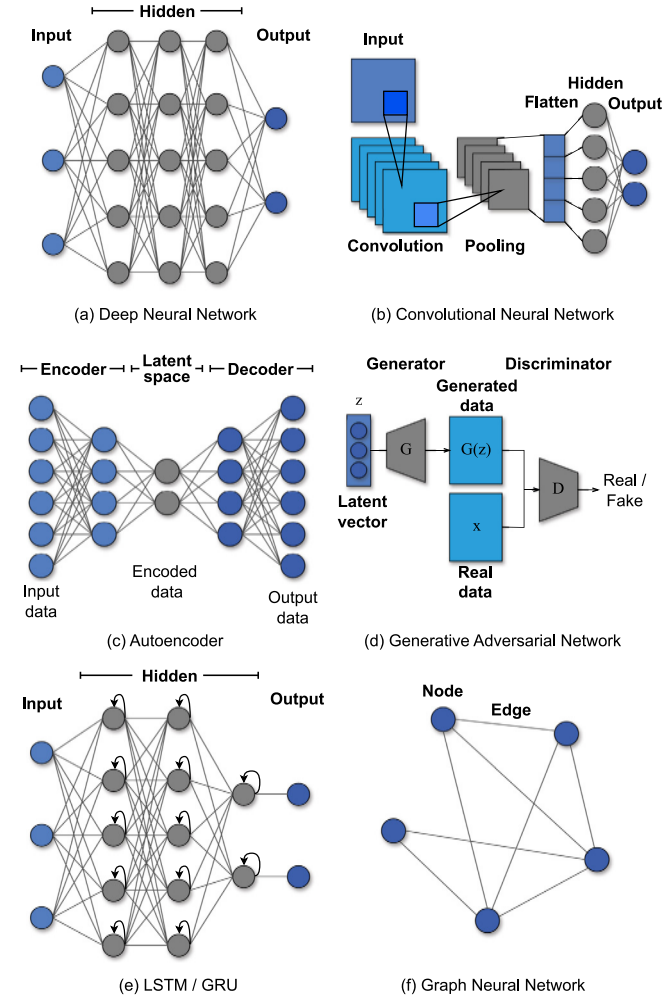 Hidden
Input
Output
(a) Deep Neural Network
Input
Hidden
Flatten
Output
Convolution
Pooling
(b) Convolutional Neural Network
Encoder
Latent
space
Decoder
Input
data
Encoded
data
Output
data
(c) Autoencoder
Generator
Discriminator
Generated
data
z
G
G(z)
Latent
vector
D
Real /
Fake
x
Real
data
(d) Generative Adversarial Network
Hidden
Input
Output
(e) LSTM / GRU
Node
Edge
(f) Graph Neural Network